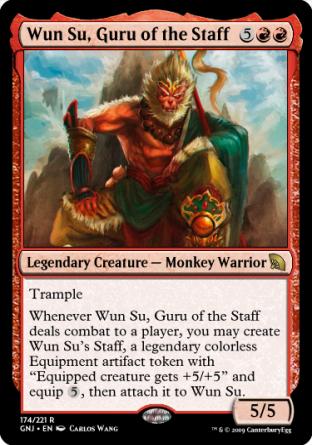 Wun Su, Guru of the Staff 5
Legendary Creature — Monkey Warrior
Trample
Whenever Wun Su, Guru of the Staff
deals combat to a player, you may create
Wun Su's Staff, a legendary colorless
Equipment artifact token with
“Equipped creature gets +5/+5” and
equip 5, then attach it to Wun Su.
5/5
174/221 R
GNJ • EN Carlos Wang
™ & © 2019 CanterburyEgg